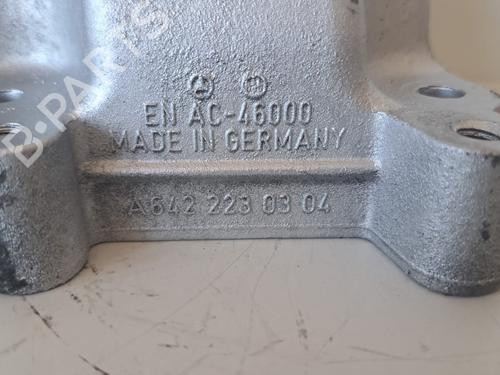 EN AC-46000
MADE IN GERMANY
A 642 223 03 04
B-PARTS